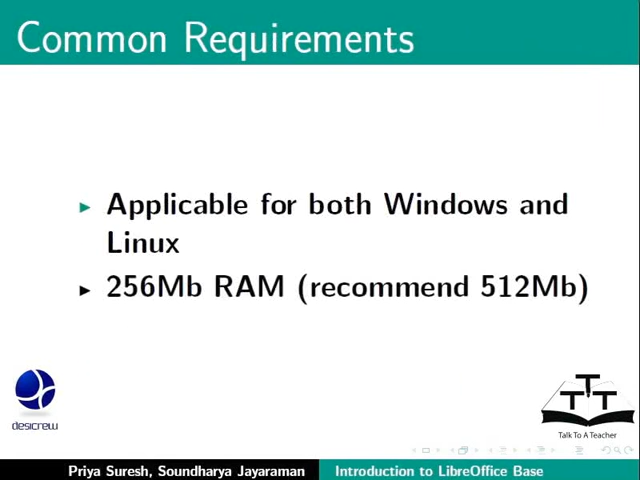 Common Requirements
Applicable for both Windows and
Linux
256Mb RAM (recommend 512Mb)
desicrew
T
T T
Talk To A Teacher
Priya Suresh, Soundharya Jayaraman Introduction to LibreOffice Base